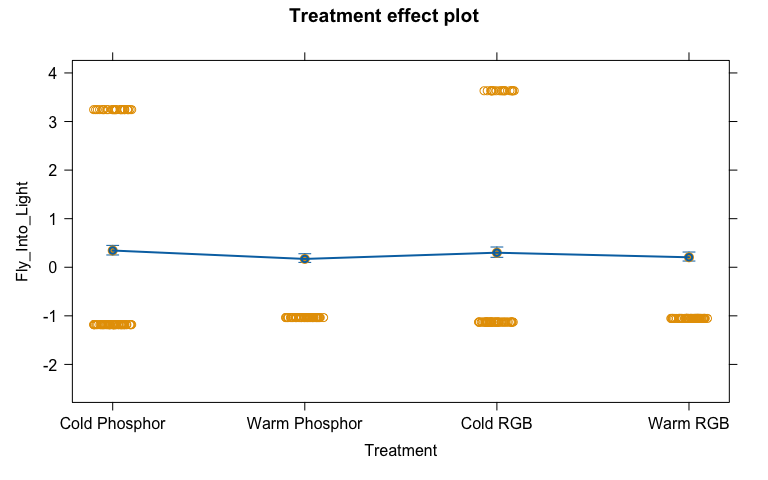 Treatment effect plot
Fly_Into_Light
4
3
2
1
0
-1
-2
Cold Phosphor Warm Phosphor Cold RGB Warm RGB
Treatment